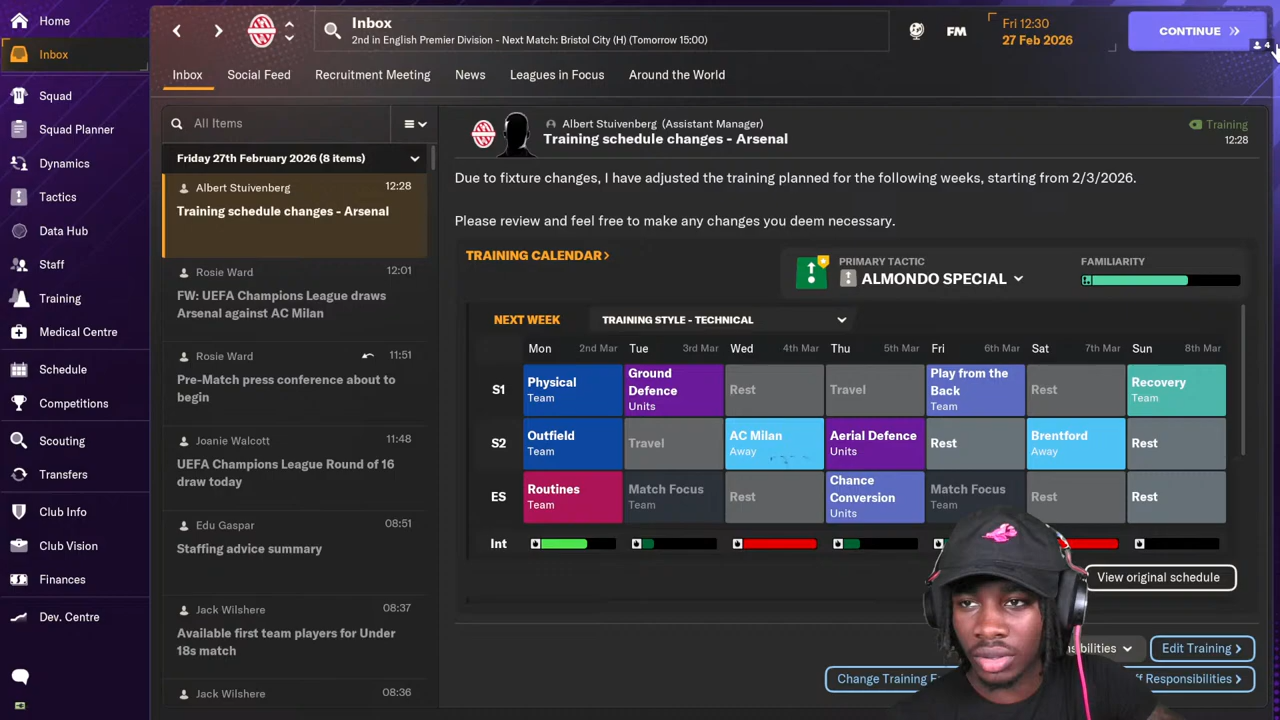 Home
Inbox
Squad
Squad Planner
Dynamics
Tactics
Data Hub
Staff
Training
Medical Centre
Schedule
Competitions
Scouting
Transfers
Club Info
Club Vision
Finances
Dev. Centre
Inbox
2nd in English Premier Division - Next Match: Bristol City (H) (Tomorrow 15:00)
FM
Fri 12:30
27 Feb 2026
CONTINUE
4
Inbox
Social Feed
Recruitment Meeting
News
Leagues in Focus
Around the World
All Items
Friday 27th February 2026 (8 items)
Albert Stuivenberg 12:28
Training schedule changes - Arsenal
Rosie Ward 12:01
FW: UEFA Champions League draws
Arsenal against AC Milan
Rosie Ward 11:51
Pre-Match press conference about to
begin
Joanie Walcott 11:48
UEFA Champions League Round of 16
draw today
Edu Gaspar 08:51
Staffing advice summary
Jack Wilshere 08:37
Available first team players for Under
18s match
Jack Wilshere 08:36
Albert Stuivenberg (Assistant Manager)
Training schedule changes - Arsenal
Training
12:28
Due to fixture changes, I have adjusted the training planned for the following weeks, starting from 2/3/2026.
Please review and feel free to make any changes you deem necessary.
TRAINING CALENDAR
PRIMARY TACTIC
ALMONDO SPECIAL
FAMILIARITY
NEXT WEEK
TRAINING STYLE - TECHNICAL
Mon 2nd Mar Tue 3rd Mar Wed 4th Mar Thu 5th Mar Fri 6th Mar Sat 7th Mar Sun 8th Mar
S1
Physical
Team
Ground
Defence
Units
Rest
Travel
Play from the
Back
Team
Rest
Recovery
Team
S2
Outfield
Team
Travel
AC Milan
Away
Aerial Defence
Units
Rest
Brentford
Away
Rest
ES
Routines
Team
Match Focus
Team
Rest
Chance
Conversion
Units
Match Focus
Team
Rest
Rest
Int
View original schedule
Edit Training
Change Training
Responsibilities